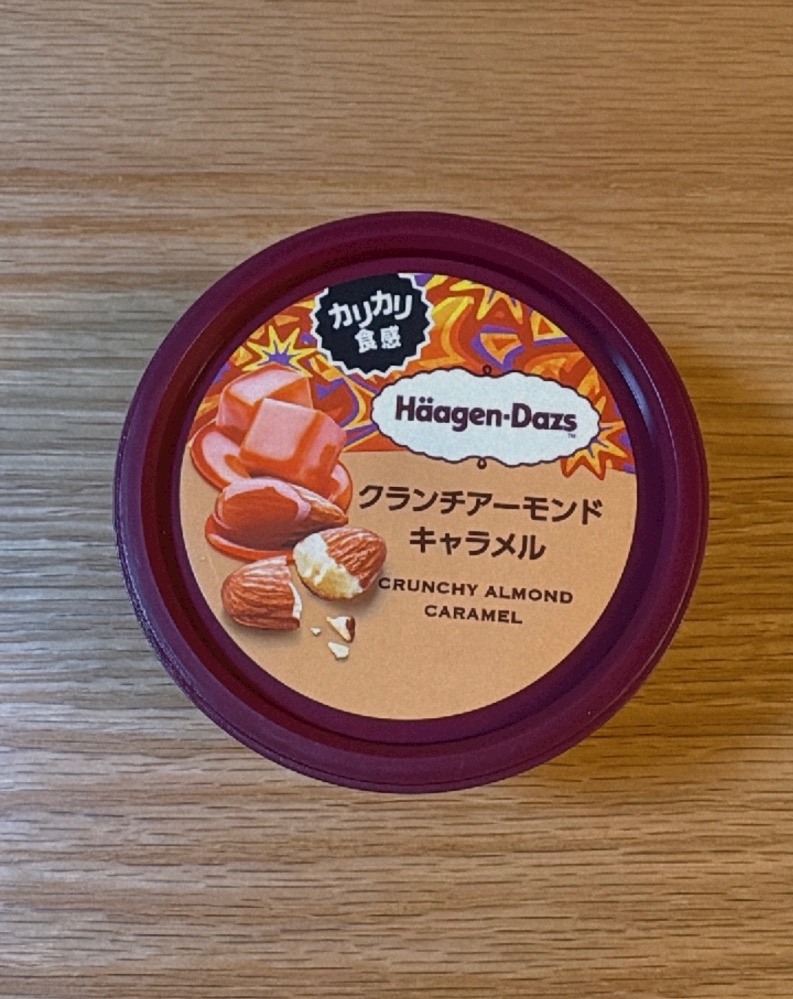 カリカリ
食感
Häagen-Dazs
TM
クランチアーモンド
キャラメル
CRUNCHY ALMOND
CARAMEL